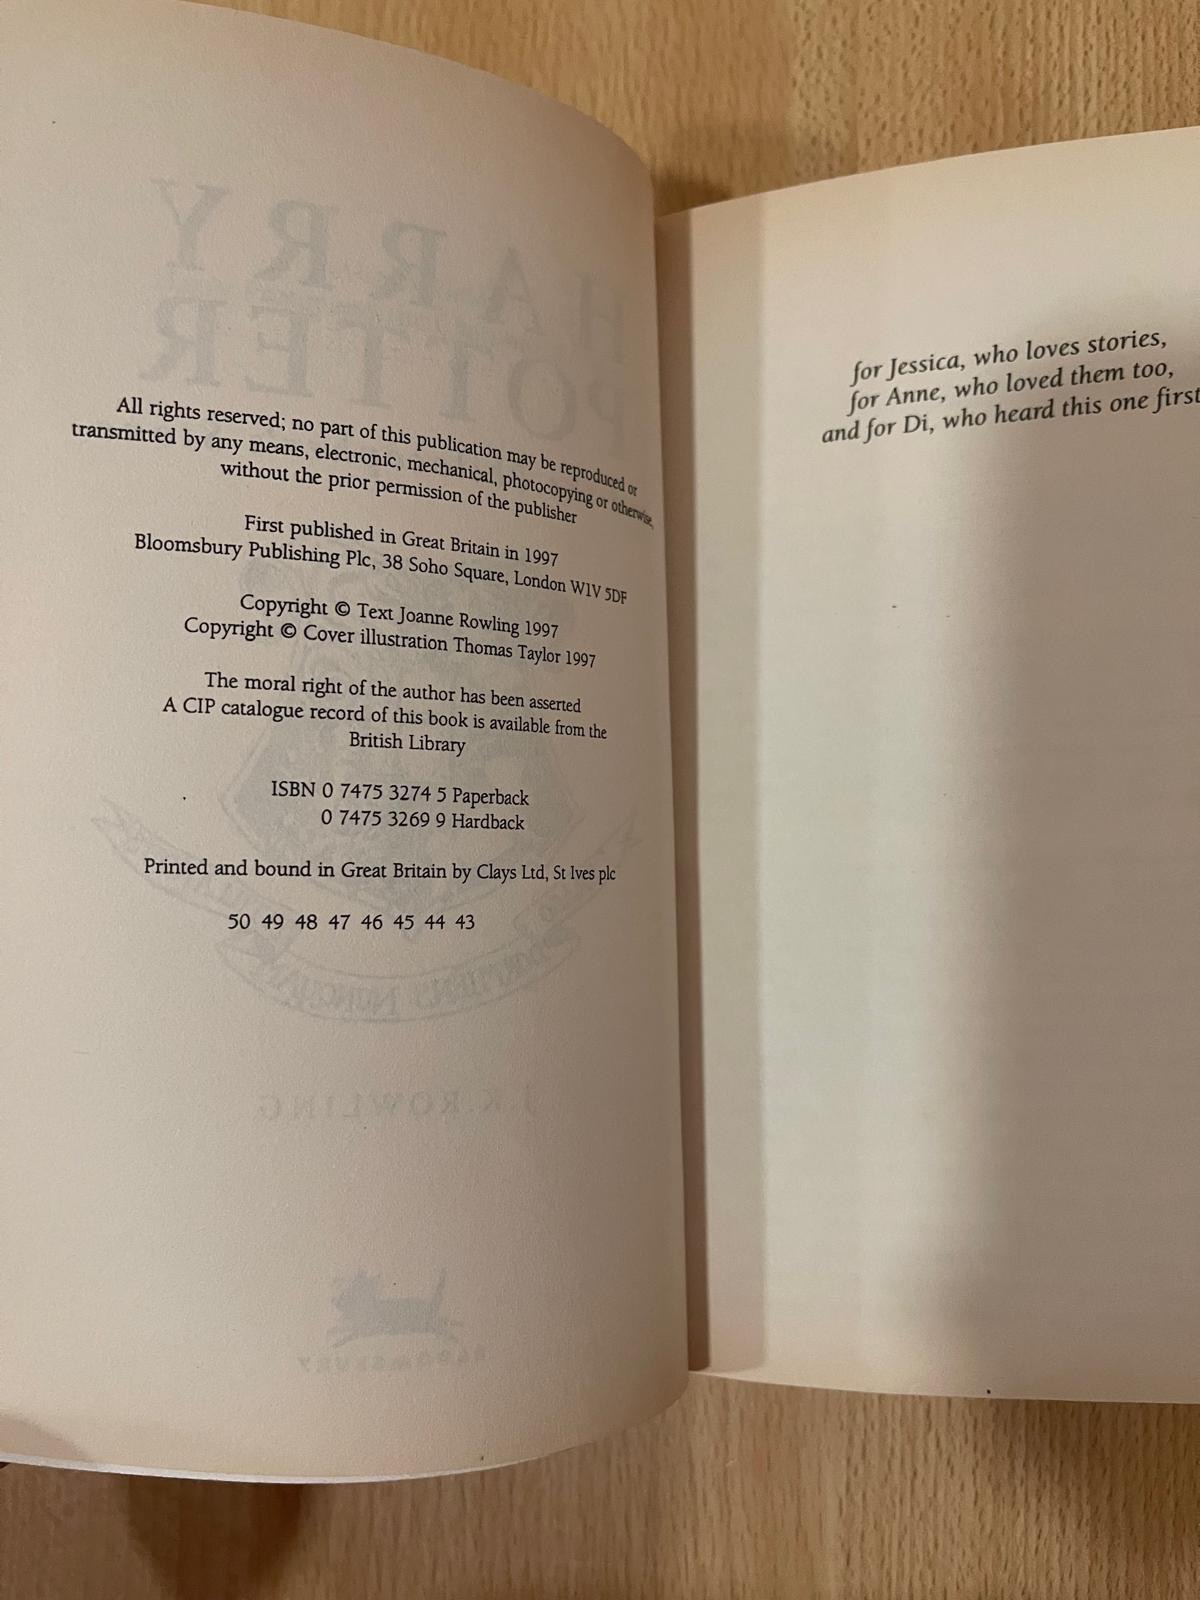 HARRY
POTTER
All rights reserved; no part of this publication may be reproduced or
transmitted by any means, electronic, mechanical, photocopying or otherwise,
without the prior permission of the publisher
First published in Great Britain in 1997
Bloomsbury Publishing Plc, 38 Soho Square, London W1V 5DF
Copyright © Text Joanne Rowling 1997
Copyright © Cover illustration Thomas Taylor 1997
The moral right of the author has been asserted
A CIP catalogue record of this book is available from the
British Library
ISBN 0 7475 3274 5 Paperback
0 7475 3269 9 Hardback
Printed and bound in Great Britain by Clays Ltd, St Ives plc
50 49 48 47 46 45 44 43
J.K.ROWLING
BLOOMSBURY
for Jessica, who loves stories,
for Anne, who loved them too,
and for Di, who heard this one first